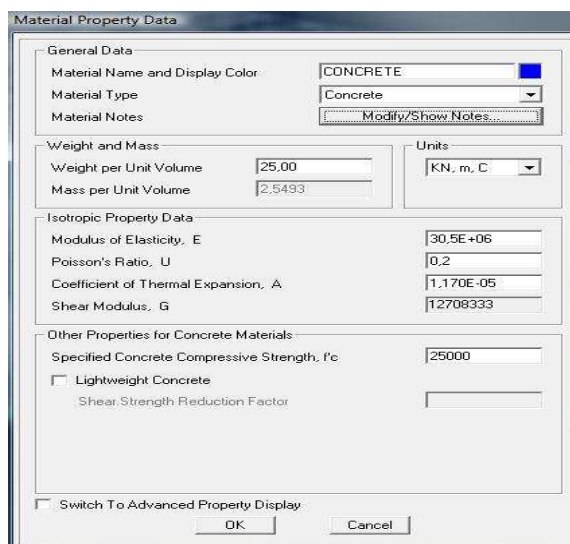 Material Property Data
General Data
Material Name and Display Color CONCRETE
Material Type Concrete
Material Notes Modify/Show Notes...
Weight and Mass
Weight per Unit Volume 25,00
Mass per Unit Volume 2,5493
Units
KN, m, C
Isotropic Property Data
Modulus of Elasticity, E 30,5E+06
Poisson's Ratio, U 0,2
Coefficient of Thermal Expansion, A 1,170E-05
Shear Modulus, G 12708333
Other Properties for Concrete Materials
Specified Concrete Compressive Strength, f'c 25000
Lightweight Concrete
Shear Strength Reduction Factor
Switch To Advanced Property Display
OK Cancel